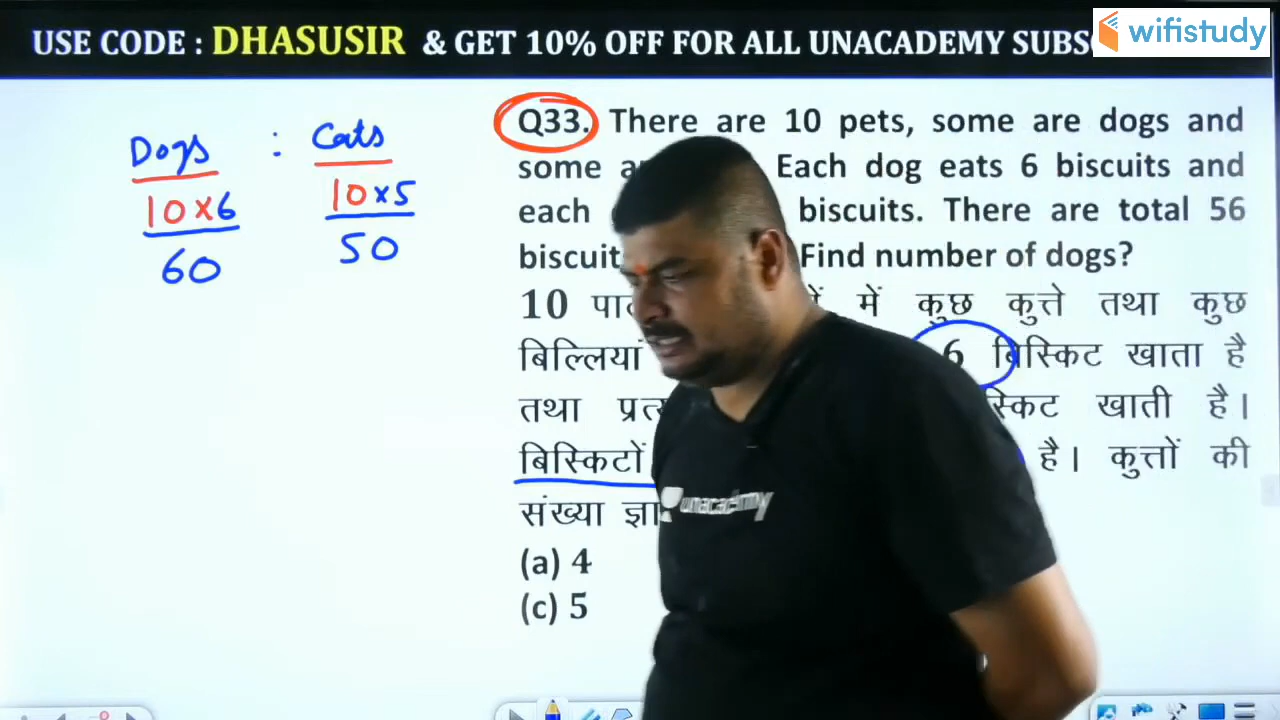 USE CODE : DHASUSIR & GET 10% OFF FOR ALL UNACADEMY
wifistudy
Dogs : Cats
10×6 10×5
60 50
Q33. There are 10 pets, some are dogs and
some Each dog eats 6 biscuits and
each biscuits. There are total 56
Find number of dogs?
10 में कुछ कुत्ते तथा कुछ
बिल्लियां 6 बिस्किट खाता है
तथा खाती है।
बिस्किटों है। कुत्तों की
संख्या
(a) 4
(c) 5
unacademy